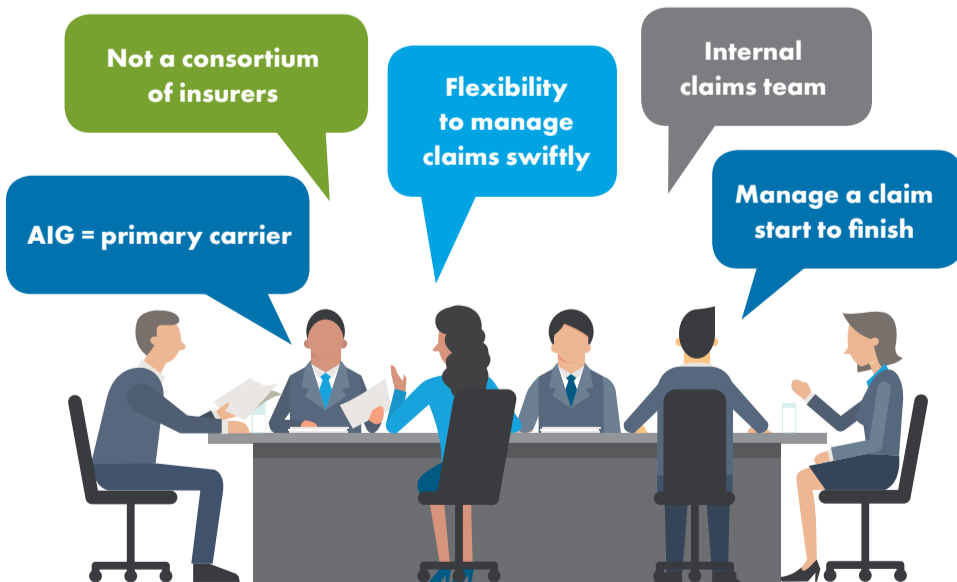 Not a consortium
of insurers
Flexibility
to manage
claims swiftly
Internal
claims team
AIG = primary carrier
Manage a claim
start to finish